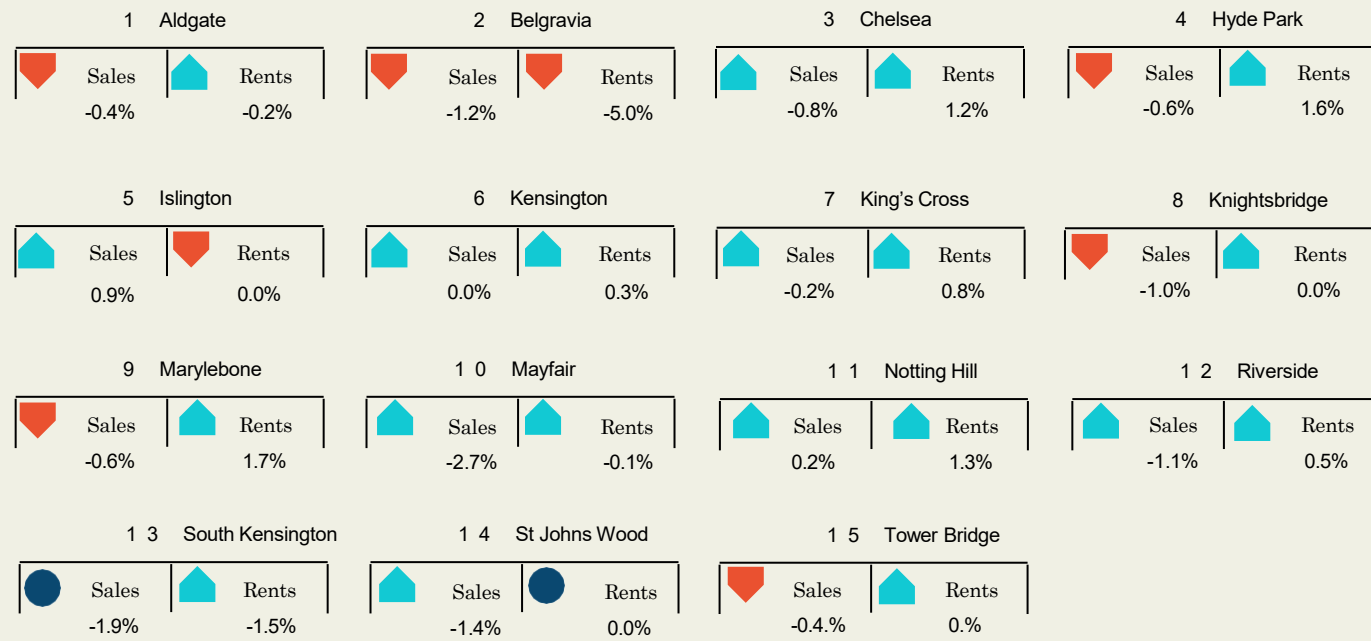 1 Aldgate
Sales Rents
-0.4% -0.2%
2 Belgravia
Sales Rents
-1.2% -5.0%
3 Chelsea
Sales Rents
-0.8% 1.2%
4 Hyde Park
Sales Rents
-0.6% 1.6%
5 Islington
Sales Rents
0.9% 0.0%
6 Kensington
Sales Rents
0.0% 0.3%
7 King’s Cross
Sales Rents
-0.2% 0.8%
8 Knightsbridge
Sales Rents
-1.0% 0.0%
9 Marylebone
Sales Rents
-0.6% 1.7%
1 0 Mayfair
Sales Rents
-2.7% -0.1%
1 1 Notting Hill
Sales Rents
0.2% 1.3%
1 2 Riverside
Sales Rents
-1.1% 0.5%
1 3 South Kensington
Sales Rents
-1.9% -1.5%
1 4 St Johns Wood
Sales Rents
-1.4% 0.0%
1 5 Tower Bridge
Sales Rents
-0.4.% 0.%